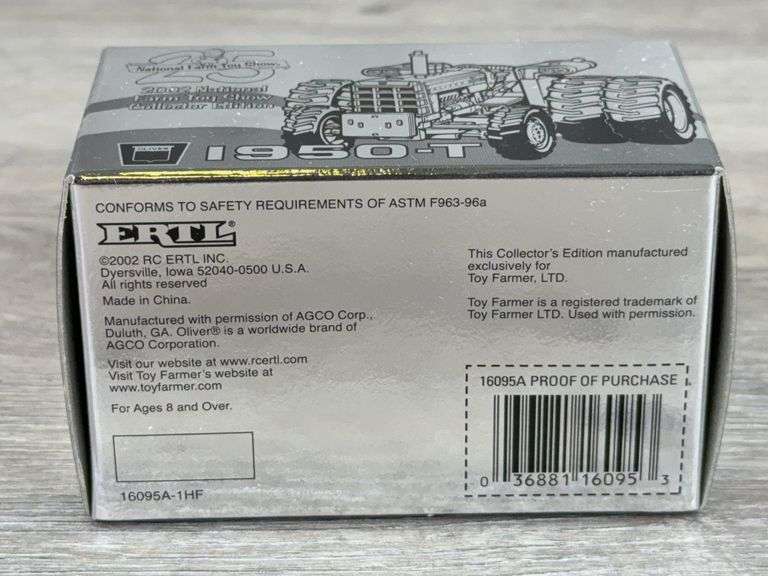 25
National Farm Toy Show
2002 National
Farm Toy Show
Collector Edition
OLIVER
1950-T
CONFORMS TO SAFETY REQUIREMENTS OF ASTM F963-96a
ERTL®
©2002 RC ERTL INC.
Dyersville, Iowa 52040-0500 U.S.A.
All rights reserved
Made in China.
Manufactured with permission of AGCO Corp.,
Duluth, GA. Oliver® is a worldwide brand of
AGCO Corporation.
Visit our website at www.rcertl.com
Visit Toy Farmer's website at
www.toyfarmer.com
For Ages 8 and Over.
16095A-1HF
This Collector's Edition manufactured
exclusively for
Toy Farmer, LTD.
Toy Farmer is a registered trademark of
Toy Farmer LTD. Used with permission.
16095A PROOF OF PURCHASE
0 36881 16095 3